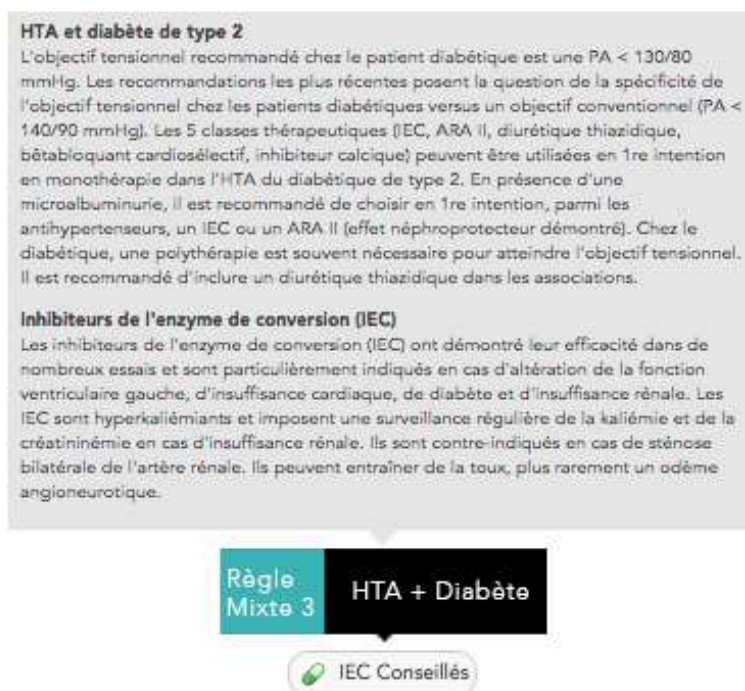 HTA et diabète de type 2
L'objectif tensionnel recommandé chez le patient diabétique est une PA < 130/80
mmHg. Les recommandations les plus récentes posent la question de la spécificité de
l'objectif tensionnel chez les patients diabétiques versus un objectif conventionnel (PA <
140/90 mmHg). Les 5 classes thérapeutiques (IEC, ARA II, diurétique thiazidique,
bêtabloquant cardiosélectif, inhibiteur calcique) peuvent être utilisées en 1re intention
en monothérapie dans l'HTA du diabétique de type 2. En présence d'une
microalbuminurie, il est recommandé de choisir en 1re intention, parmi les
antihypertenseurs, un IEC ou un ARA II (effet néphroprotecteur démontré). Chez le
diabétique, une polythérapie est souvent nécessaire pour atteindre l'objectif tensionnel.
Il est recommandé d'inclure un diurétique thiazidique dans les associations.
Inhibiteurs de l'enzyme de conversion (IEC)
Les inhibiteurs de l'enzyme de conversion (IEC) ont démontré leur efficacité dans de
nombreux essais et sont particulièrement indiqués en cas d'altération de la fonction
ventriculaire gauche, d'insuffisance cardiaque, de diabète et d'insuffisance rénale. Les
IEC sont hyperkaliémiants et imposent une surveillance régulière de la kaliémie et de la
créatininémie en cas d'insuffisance rénale. Ils sont contre-indiqués en cas de sténose
bilatérale de l'artère rénale. Ils peuvent entraîner de la toux, plus rarement un odème
angioneurotique.
Règle
Mixte 3
HTA + Diabète
IEC Conseillés